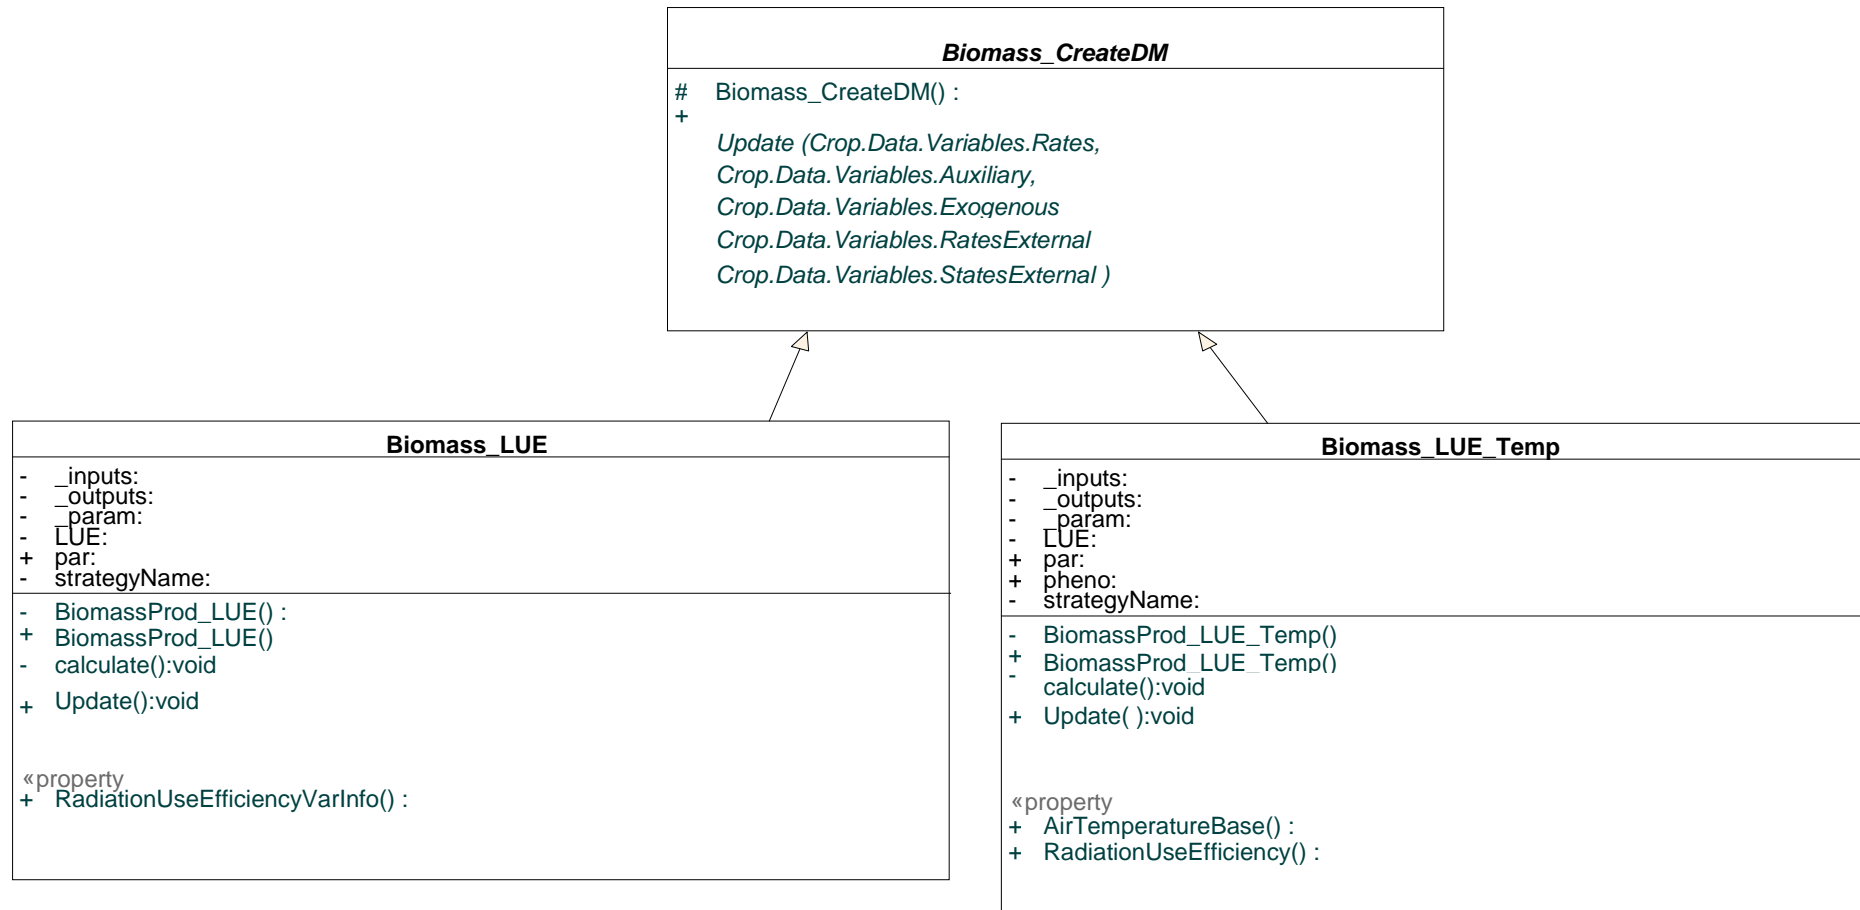 Biomass_CreateDM
# Biomass_CreateDM() :
+
Update (Crop.Data.Variables.Rates,
Crop.Data.Variables.Auxiliary,
Crop.Data.Variables.Exogenous
Crop.Data.Variables.RatesExternal
Crop.Data.Variables.StatesExternal )
Biomass_LUE
- _inputs:
- _outputs:
- _param:
- LUE:
+ par:
- strategyName:
- BiomassProd_LUE() :
+ BiomassProd_LUE()
- calculate():void
+ Update():void
«property
+ RadiationUseEfficiencyVarInfo() :
Biomass_LUE_Temp
- _inputs:
- _outputs:
- _param:
- LUE:
+ par:
+ pheno:
- strategyName:
- BiomassProd_LUE_Temp()
+ BiomassProd_LUE_Temp()
- calculate():void
+ Update( ):void
«property
+ AirTemperatureBase() :
+ RadiationUseEfficiency() :